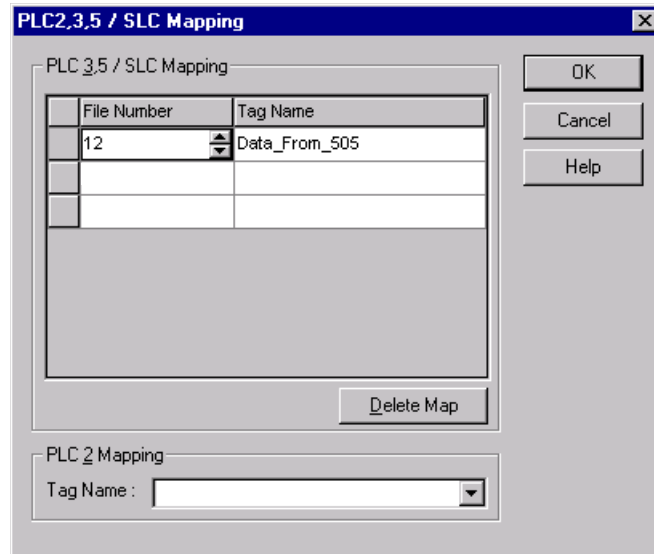 PLC2,3,5 / SLC Mapping
PLC 3,5 / SLC Mapping
File Number Tag Name
12 Data_From_505
Delete Map
PLC 2 Mapping
Tag Name :
OK
Cancel
Help